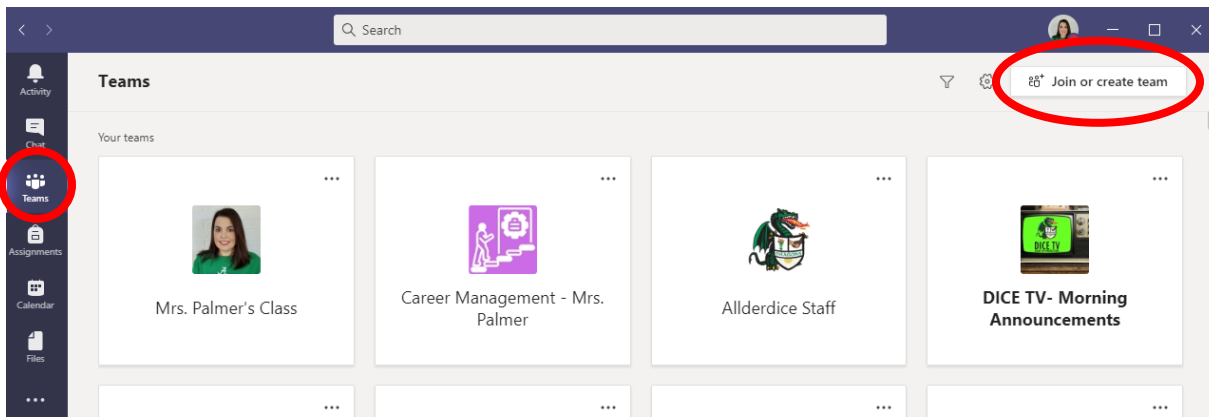 Search
Activity
Chat
Teams
Assignments
Calendar
Files
Teams
Join or create team
Your teams
Mrs. Palmer's Class
Career Management - Mrs.
Palmer
Allderdice Staff
DICE TV
DICE TV- Morning
Announcements